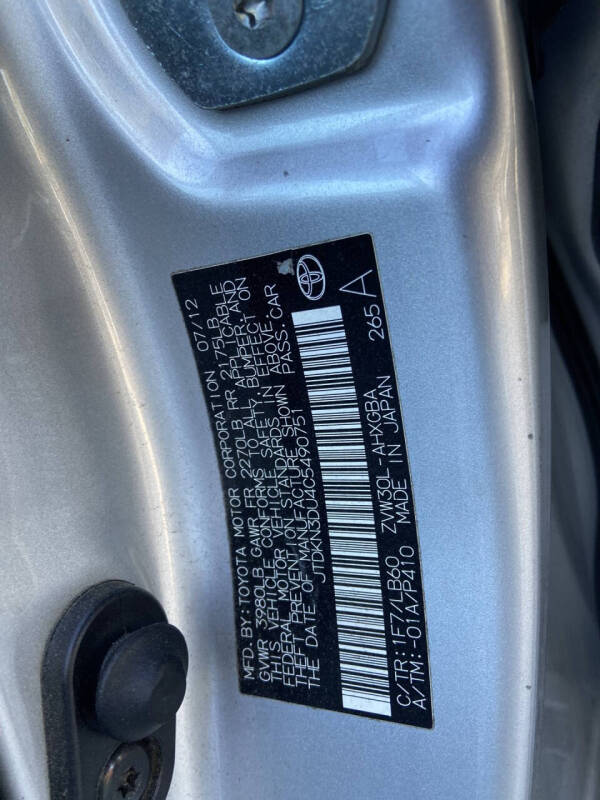 MFD. BY: TOYOTA MOTOR CORPORATION 07/12
GVWR 3980LB GAWR FR 2270LB RR 2175LB
THIS VEHICLE CONFORMS TO ALL APPLICABLE
FEDERAL MOTOR VEHICLE SAFETY, BUMPER, AND
THEFT PREVENTION STANDARDS IN EFFECT ON
THE DATE OF MANUFACTURE SHOWN ABOVE.
JTDKN3DU4C5490751 PASS. CAR
C/TR: 1F7/LB60 ZVW30L-AHXGBA 265 A
A/TM: -01A/P410 MADE IN JAPAN